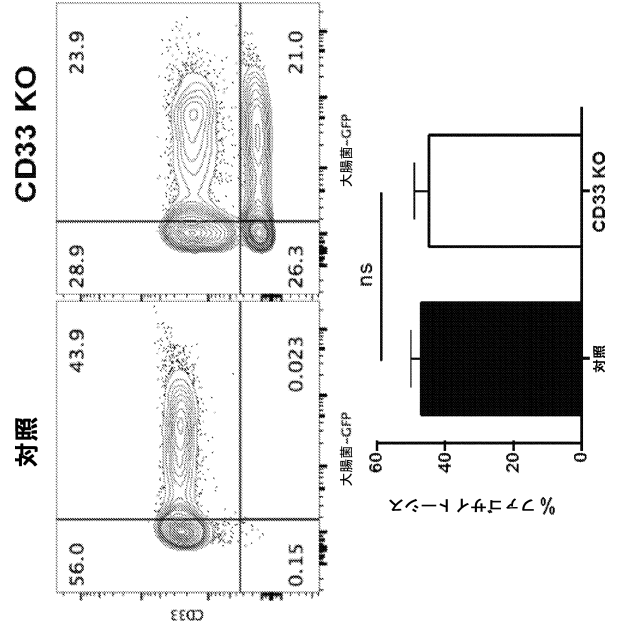 対照
CD33 KO
56.0
43.9
28.9
23.9
0.15
0.023
26.3
21.0
CD33
大腸菌-GFP
大腸菌-GFP
% ファゴサイトーシス
60
40
20
0
ns
対照
CD33 KO